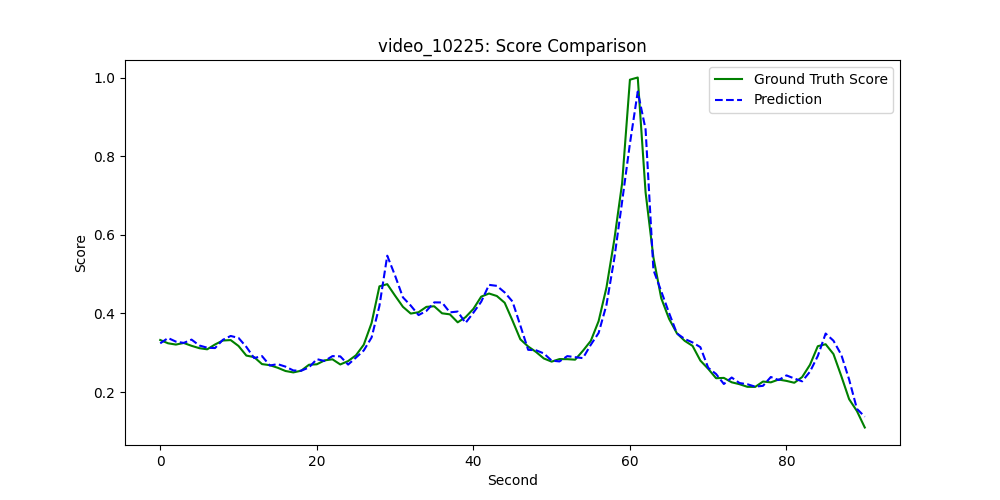 video_10225: Score Comparison
Ground Truth Score
Prediction
1.0
0.8
0.6
0.4
0.2
Score
0 20 40 60 80
Second